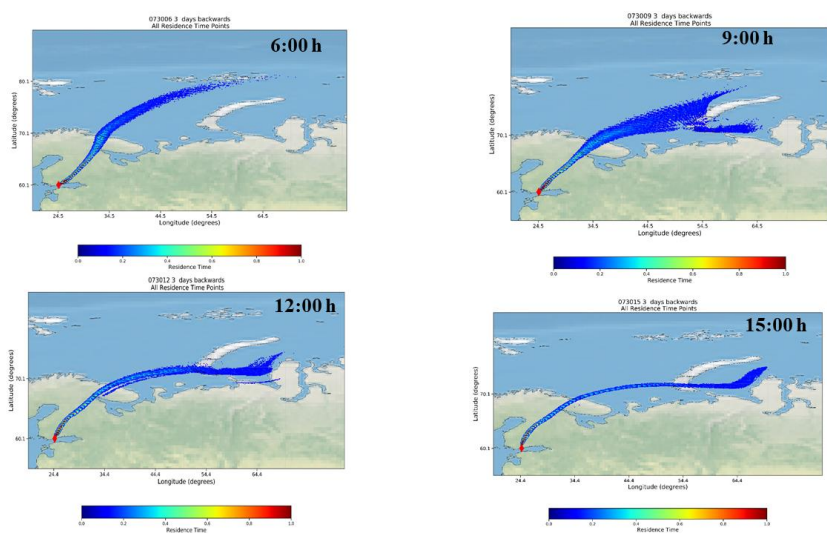 073006 3 days backwards
All Residence Time Points
6:00 h
80.1
70.1
60.1
Latitude (degrees)
24.5 34.5 44.5 54.5 64.5
Longitude (degrees)
0.0 0.2 0.4 0.6 0.8 1.0
Residence Time
073009 3 days backwards
All Residence Time Points
9:00 h
70.1
60.1
Latitude (degrees)
24.5 34.5 44.5 54.5 64.5
Longitude (degrees)
0.0 0.2 0.4 0.6 0.8 1.0
Residence Time
073012 3 days backwards
All Residence Time Points
12:00 h
70.1
60.1
Latitude (degrees)
24.4 34.4 44.4 54.4 64.4
Longitude (degrees)
0.0 0.2 0.4 0.6 0.8 1.0
Residence Time
073015 3 days backwards
All Residence Time Points
15:00 h
70.1
60.1
Latitude (degrees)
24.4 34.4 44.4 54.4 64.4
Longitude (degrees)
0.0 0.2 0.4 0.6 0.8 1.0
Residence Time